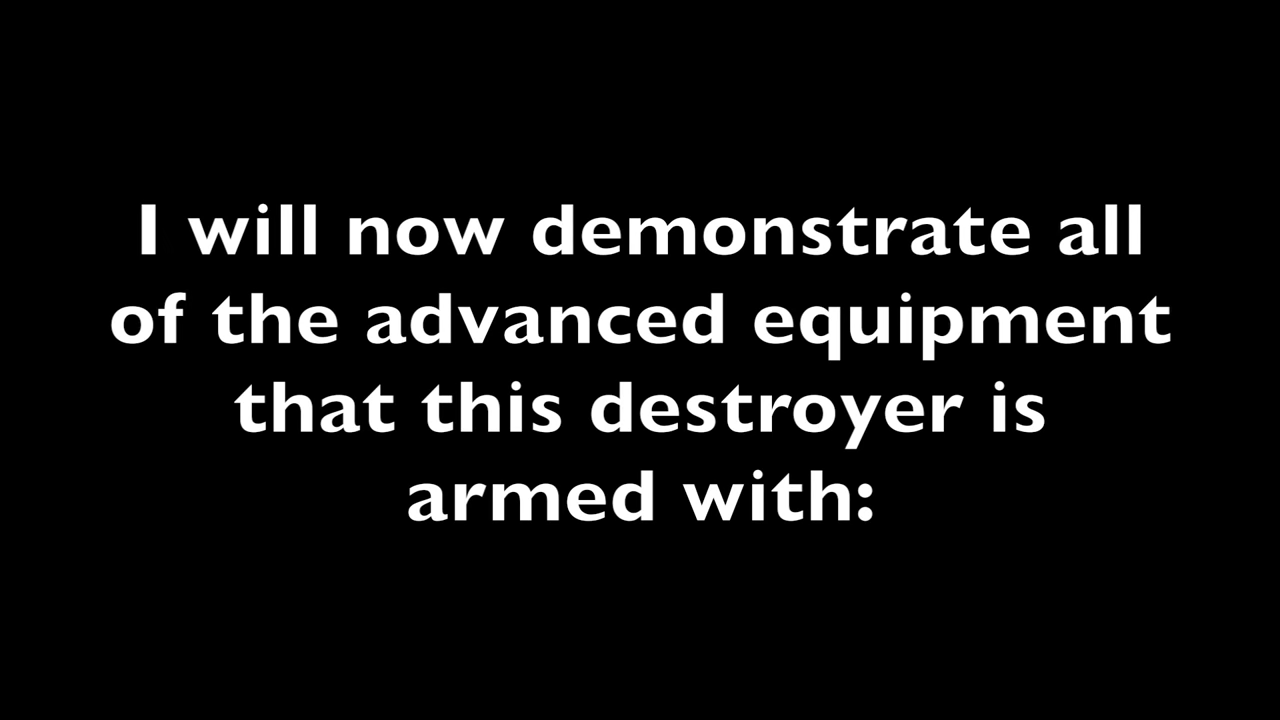 I will now demonstrate all
of the advanced equipment
that this destroyer is
armed with: